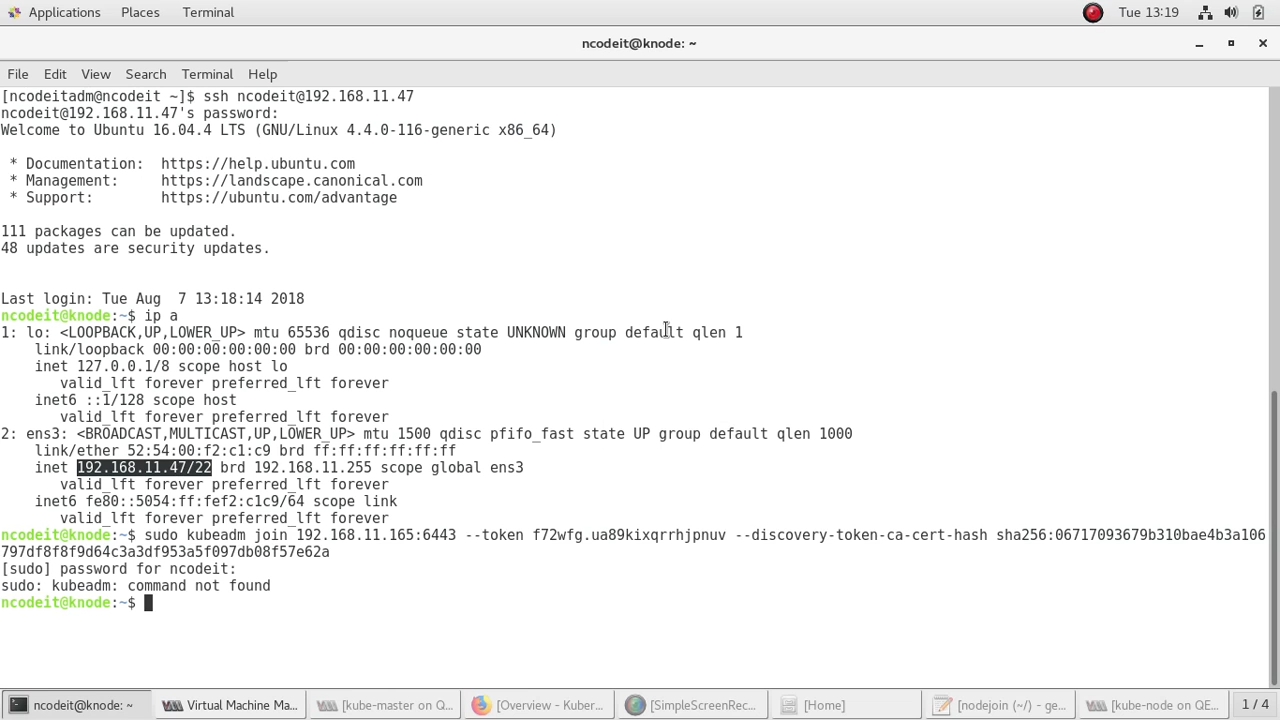 Applications Places Terminal Tue 13:19
ncodeit@knode: ~
File Edit View Search Terminal Help
[ncodeitadm@ncodeit ~]$ ssh ncodeit@192.168.11.47
ncodeit@192.168.11.47's password:
Welcome to Ubuntu 16.04.4 LTS (GNU/Linux 4.4.0-116-generic x86_64)
* Documentation: https://help.ubuntu.com
* Management: https://landscape.canonical.com
* Support: https://ubuntu.com/advantage
111 packages can be updated.
48 updates are security updates.
Last login: Tue Aug 7 13:18:14 2018
ncodeit@knode:~$ ip a
1: lo: <LOOPBACK,UP,LOWER_UP> mtu 65536 qdisc noqueue state UNKNOWN group default qlen 1
link/loopback 00:00:00:00:00:00 brd 00:00:00:00:00:00
inet 127.0.0.1/8 scope host lo
valid_lft forever preferred_lft forever
inet6 ::1/128 scope host
valid_lft forever preferred_lft forever
2: ens3: <BROADCAST,MULTICAST,UP,LOWER_UP> mtu 1500 qdisc pfifo_fast state UP group default qlen 1000
link/ether 52:54:00:f2:c1:c9 brd ff:ff:ff:ff:ff:ff
inet 192.168.11.47/22 brd 192.168.11.255 scope global ens3
valid_lft forever preferred_lft forever
inet6 fe80::5054:ff:fef2:c1c9/64 scope link
valid_lft forever preferred_lft forever
ncodeit@knode:~$ sudo kubeadm join 192.168.11.165:6443 --token f72wfg.ua89kixqrrhjpnuv --discovery-token-ca-cert-hash sha256:06717093679b310bae4b3a106
797df8f8f9d64c3a3df953a5f097db08f57e62a
[sudo] password for ncodeit:
sudo: kubeadm: command not found
ncodeit@knode:~$
ncodeit@knode: ~ Virtual Machine Ma... [kube-master on Q... [Overview - Kuber... [SimpleScreenRec... [Home] [nodejoin (~/) - ge... [kube-node on QE... 1 / 4